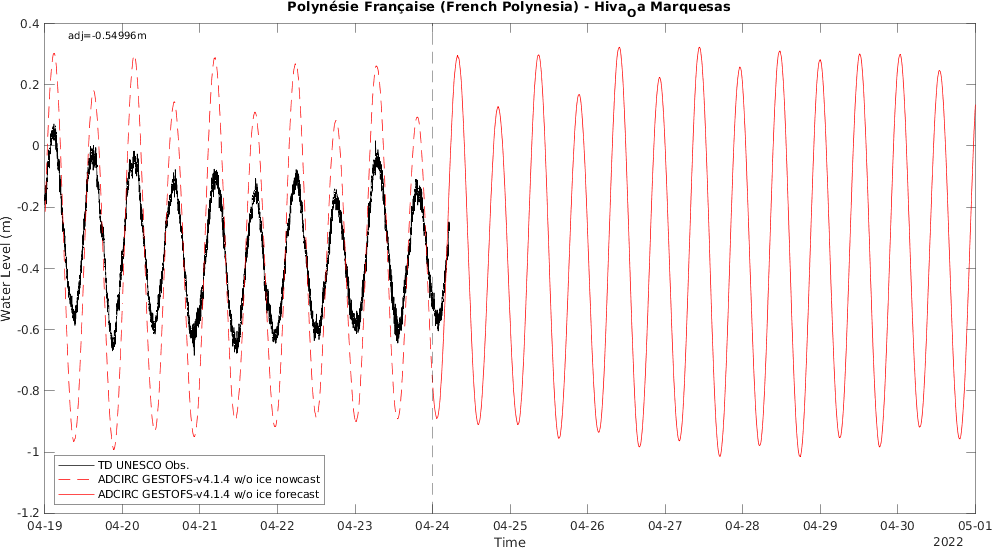 Polynésie Française (French Polynesia) - HivaOa Marquesas
adj=-0.54996m
0.4
0.2
0
-0.2
-0.4
-0.6
-0.8
-1
-1.2
Water Level (m)
TD UNESCO Obs.
ADCIRC GESTOFS-v4.1.4 w/o ice nowcast
ADCIRC GESTOFS-v4.1.4 w/o ice forecast
04-19 04-20 04-21 04-22 04-23 04-24 04-25 04-26 04-27 04-28 04-29 04-30 05-01
Time
2022